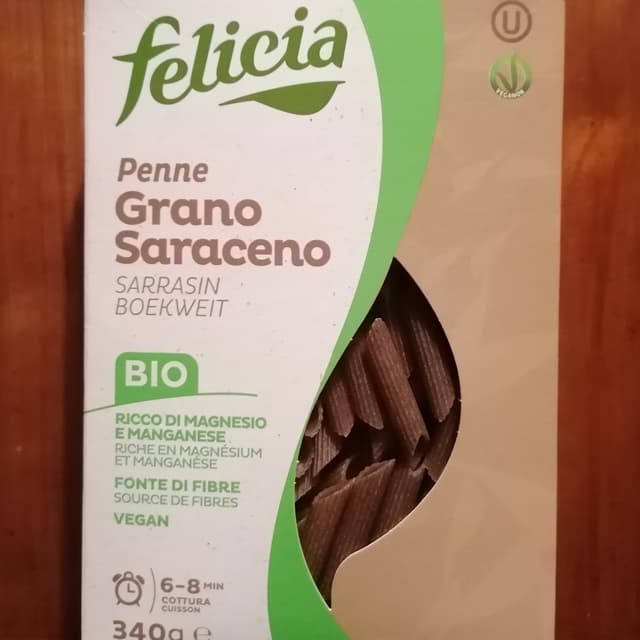 felicia
U
VEGANOK
Penne
Grano
Saraceno
SARRASIN
BOEKWEIT
BIO
RICCO DI MAGNESIO
E MANGANESE
RICHE EN MAGNÉSIUM
ET MANGANÈSE
FONTE DI FIBRE
SOURCE DE FIBRES
VEGAN
6-8 MIN
COTTURA
CUISSON
340g e